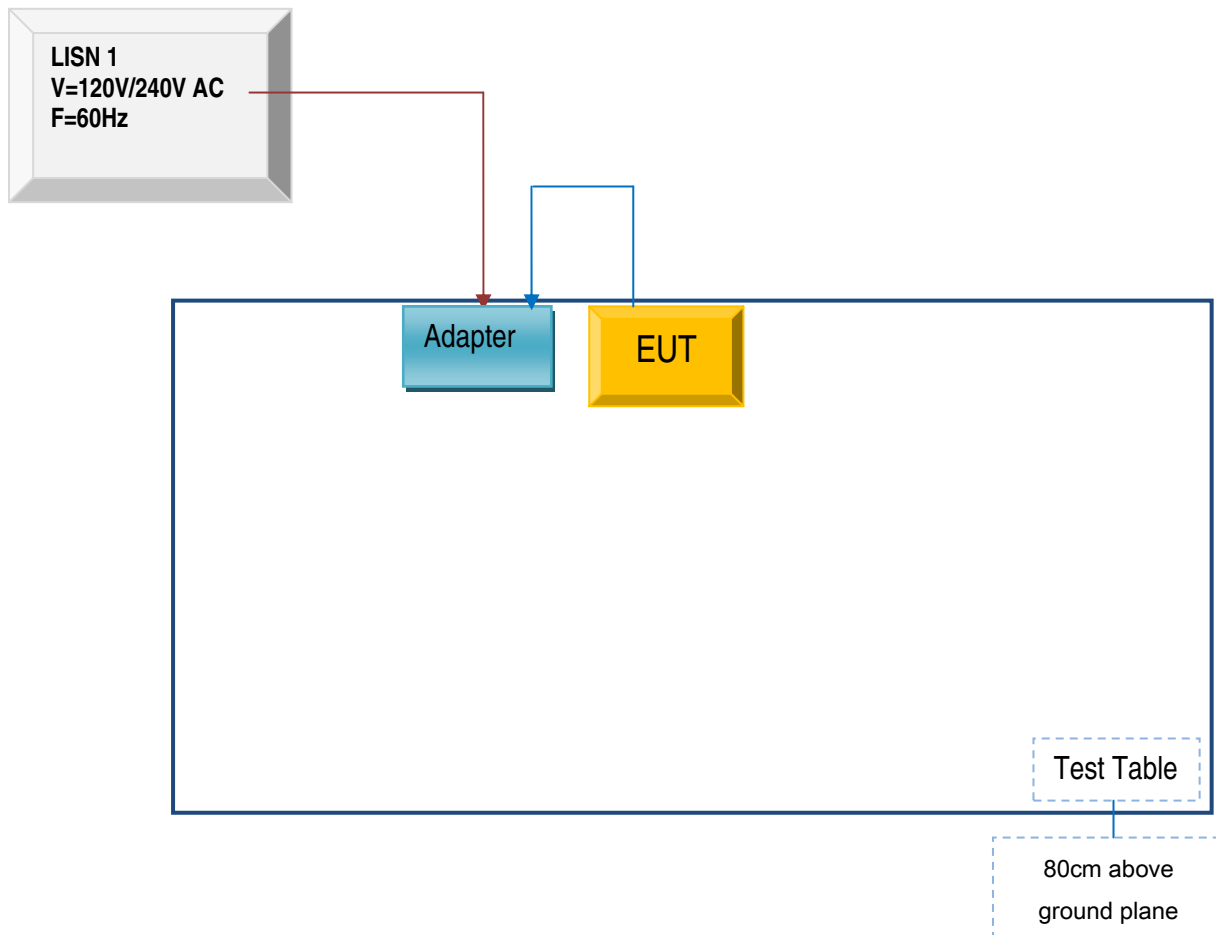 LISN 1
V=120V/240V AC
F=60Hz
Adapter
EUT
Test Table
80cm above
ground plane